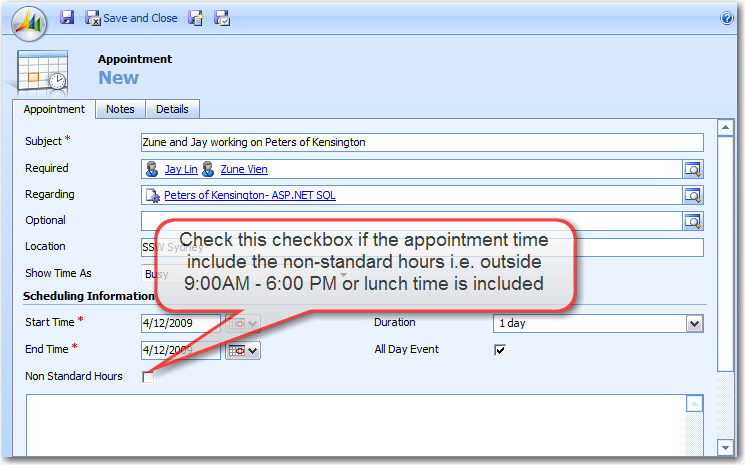 Save and Close
Appointment
New
Appointment Notes Details
Subject *
Zune and Jay working on Peters of Kensington
Required
Jay Lin Zune Vien
Regarding
Peters of Kensington- ASP.NET SQL
Optional
Location
SSW Sydney
Show Time As
Busy
Check this checkbox if the appointment time
include the non-standard hours i.e. outside
9:00AM - 6:00 PM or lunch time is included
Scheduling Information
Start Time * 4/12/2009 Duration 1 day
End Time * 4/12/2009 All Day Event
Non Standard Hours